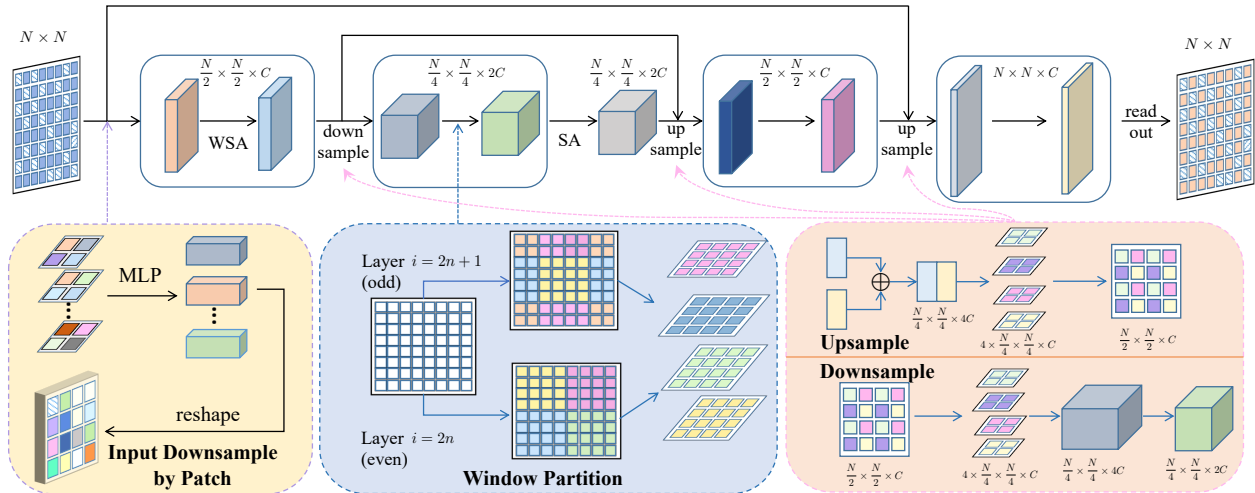 N × N
N/2 × N/2 × C
WSA
down
sample
N/4 × N/4 × 2C
SA
N/4 × N/4 × 2C
up
sample
N/2 × N/2 × C
up
sample
N × N × C
read
out
N × N
MLP
reshape
Input Downsample
by Patch
Layer i = 2n + 1
(odd)
Layer i = 2n
(even)
Window Partition
N/4 × N/4 × 4C
4 × N/4 × N/4 × C
N/2 × N/2 × C
Upsample
Downsample
N/2 × N/2 × C
4 × N/4 × N/4 × C
N/4 × N/4 × 4C
N/4 × N/4 × 2C